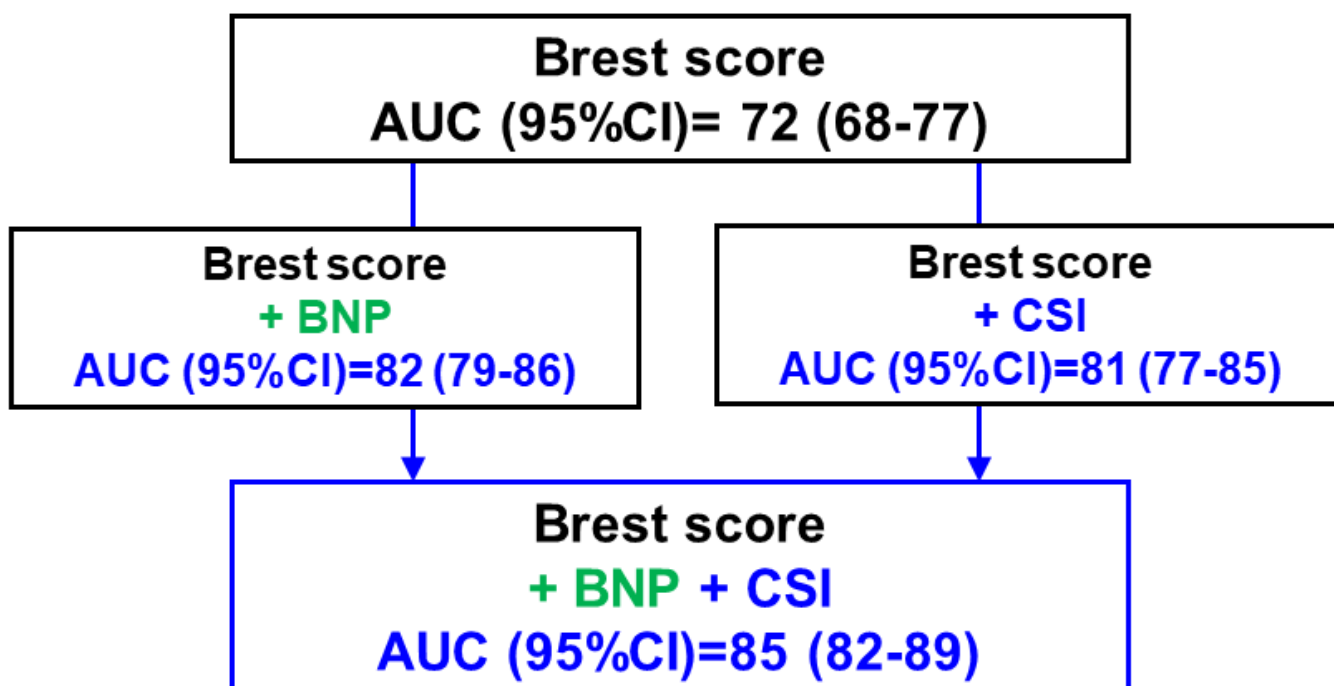 Brest score
AUC (95%CI)= 72 (68-77)
Brest score
+ BNP
AUC (95%CI)=82 (79-86)
Brest score
+ CSI
AUC (95%CI)=81 (77-85)
Brest score
+ BNP + CSI
AUC (95%CI)=85 (82-89)